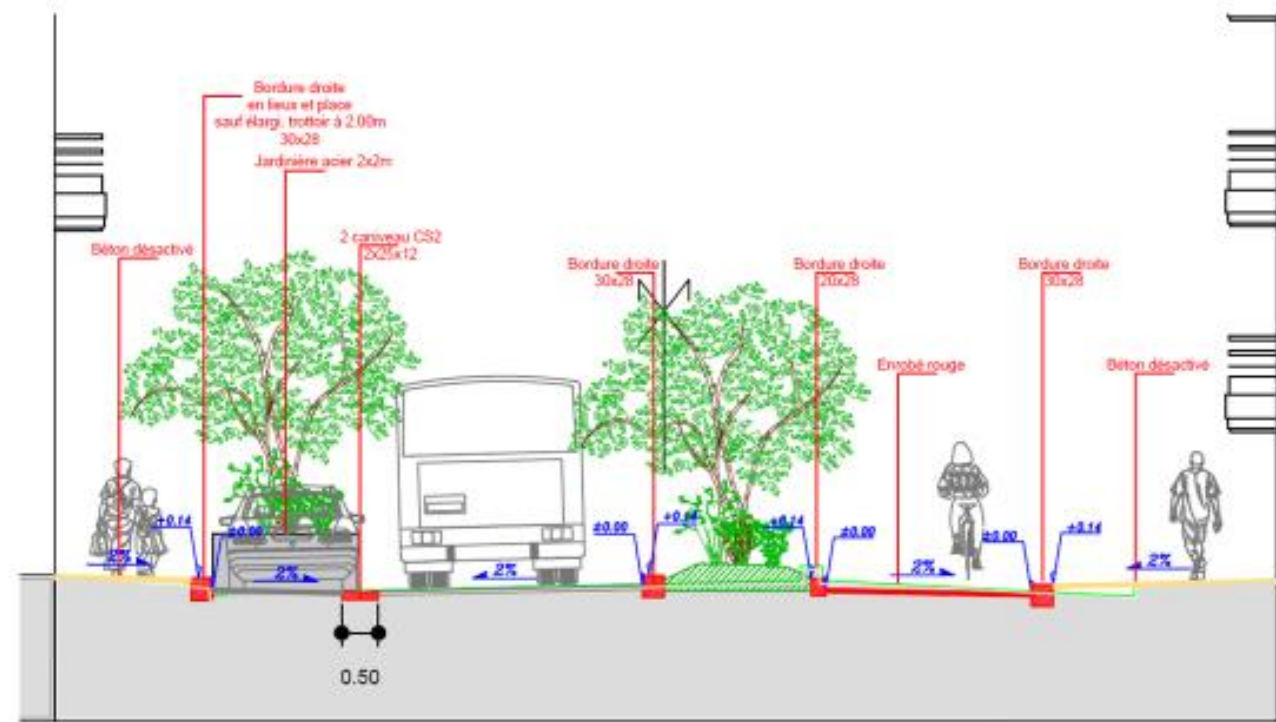 Bordure droite
en lieux et place
sauf élargi. trottoir à 2.00m
30x28
Jardinière acier 2x2m
2 caniveau CS2
2x25x12
Béton désactivé
Bordure droite
30x28
Bordure droite
20x28
Bordure droite
30x28
Enrobé rouge
Béton désactivé
+0.14
±0.00
±0.00
+0.14
+0.14
±0.00
±0.00
+0.14
2%
2%
2%
2%
2%
0.50